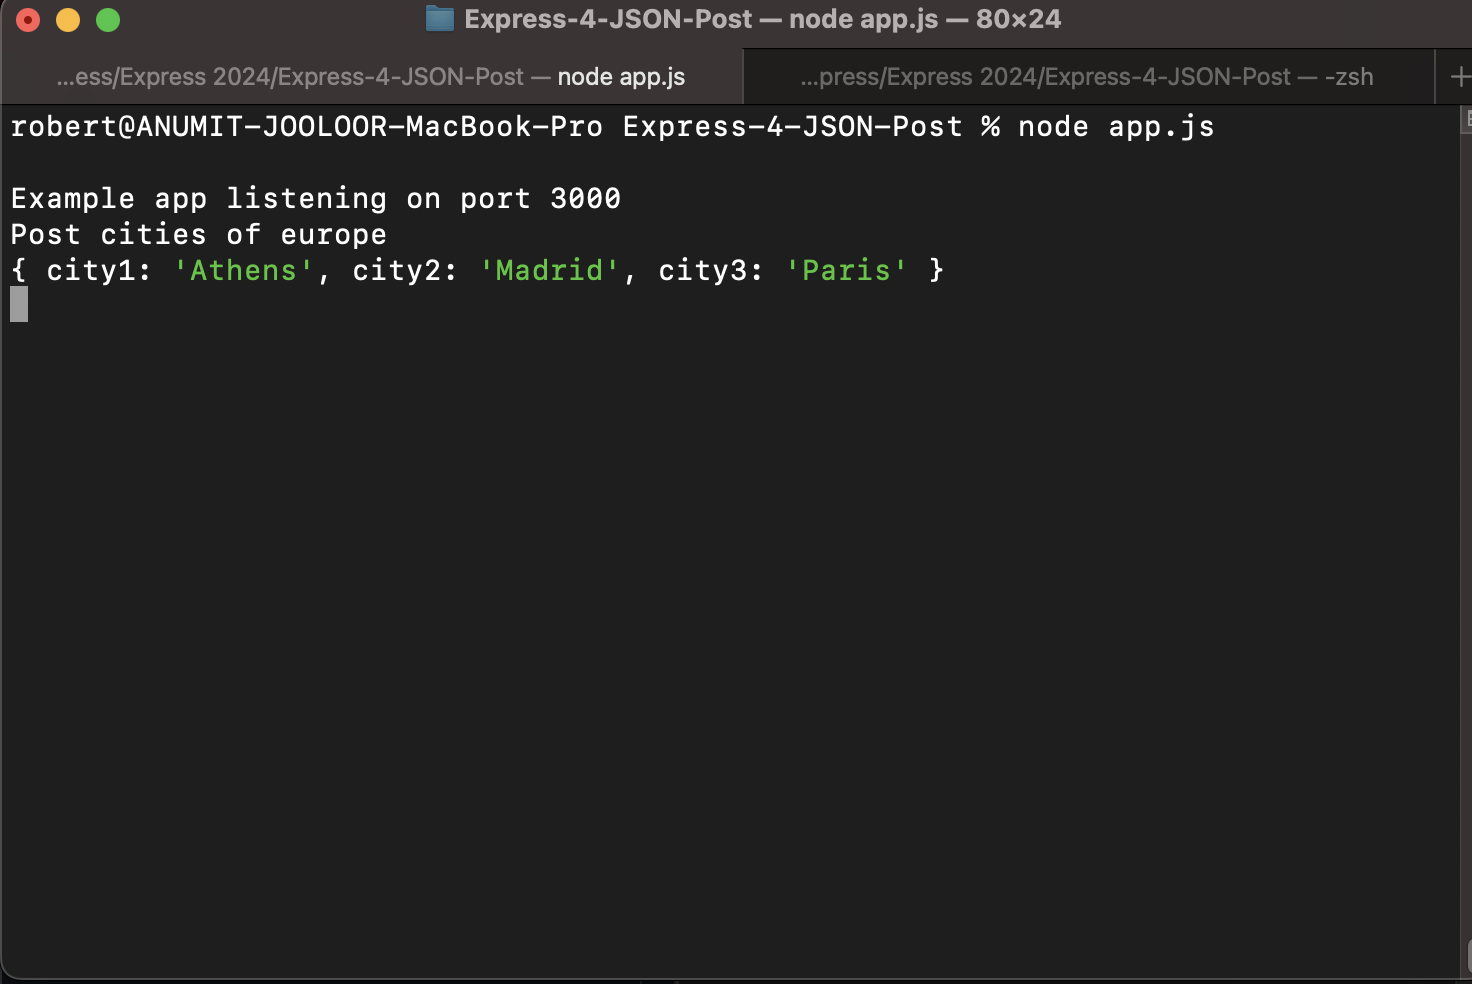 Express-4-JSON-Post — node app.js — 80×24
...ess/Express 2024/Express-4-JSON-Post — node app.js
...press/Express 2024/Express-4-JSON-Post — -zsh
+
robert@ANUMIT-JOOLOOR-MacBook-Pro Express-4-JSON-Post % node app.js
Example app listening on port 3000
Post cities of europe
{ city1: 'Athens', city2: 'Madrid', city3: 'Paris' }